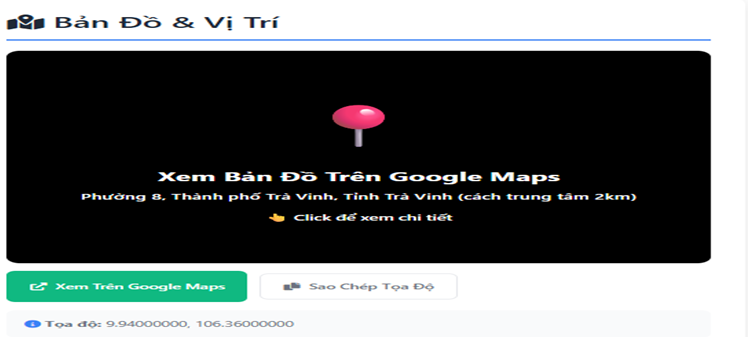 Bản Đồ & Vị Trí
Xem Bản Đồ Trên Google Maps
Phường 8, Thành phố Trà Vinh, Tỉnh Trà Vinh (cách trung tâm 2km)
Click để xem chi tiết
Xem Trên Google Maps
Sao Chép Tọa Độ
Tọa độ: 9.94000000, 106.36000000